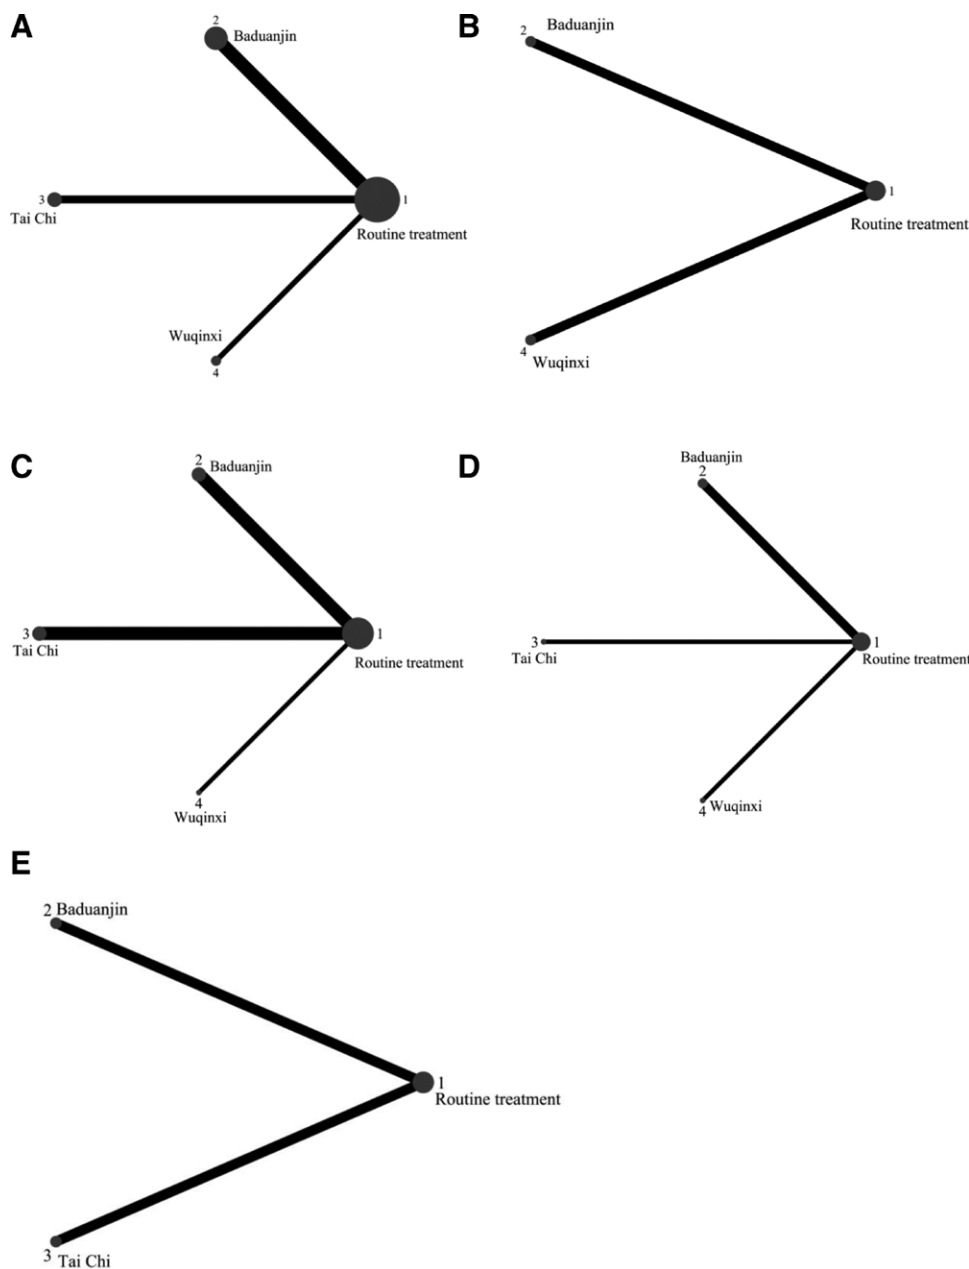 A
2
Baduanjin
3
Tai Chi
1
Routine treatment
Wuqinxi
4
B
2
Baduanjin
1
Routine treatment
4
Wuqinxi
C
2
Baduanjin
3
Tai Chi
1
Routine treatment
4
Wuqinxi
D
Baduanjin
2
3
Tai Chi
1
Routine treatment
4 Wuqinxi
E
2 Baduanjin
1
Routine treatment
3 Tai Chi